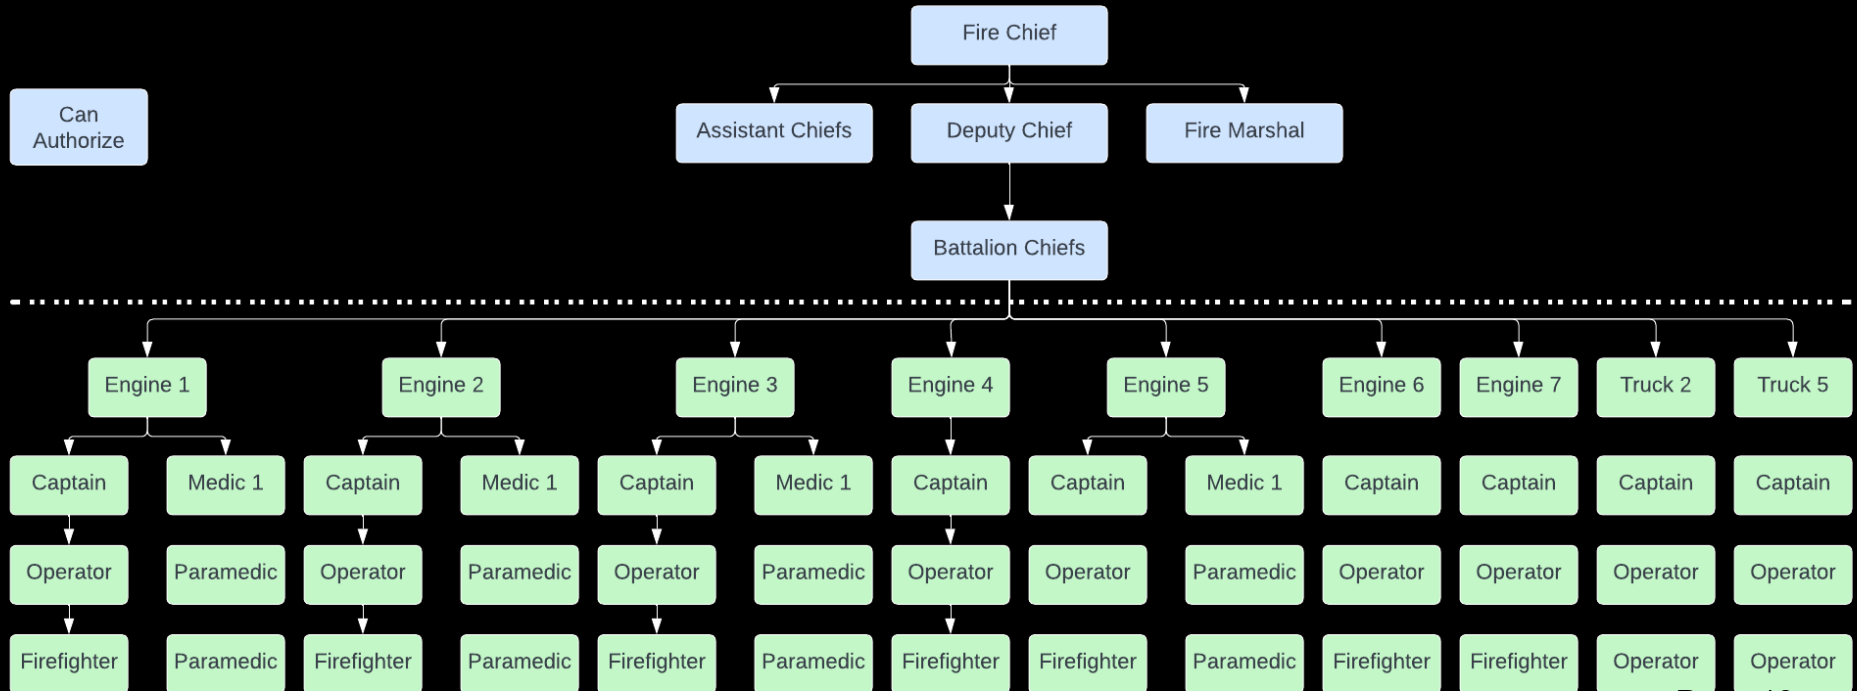 Fire Chief
Can
Authorize
Assistant Chiefs
Deputy Chief
Fire Marshal
Battalion Chiefs
Engine 1
Engine 2
Engine 3
Engine 4
Engine 5
Engine 6
Engine 7
Truck 2
Truck 5
Captain
Medic 1
Captain
Medic 1
Captain
Medic 1
Captain
Captain
Medic 1
Captain
Captain
Captain
Captain
Operator
Paramedic
Operator
Paramedic
Operator
Paramedic
Operator
Operator
Paramedic
Operator
Operator
Operator
Operator
Firefighter
Paramedic
Firefighter
Paramedic
Firefighter
Paramedic
Firefighter
Firefighter
Paramedic
Firefighter
Firefighter
Operator
Operator